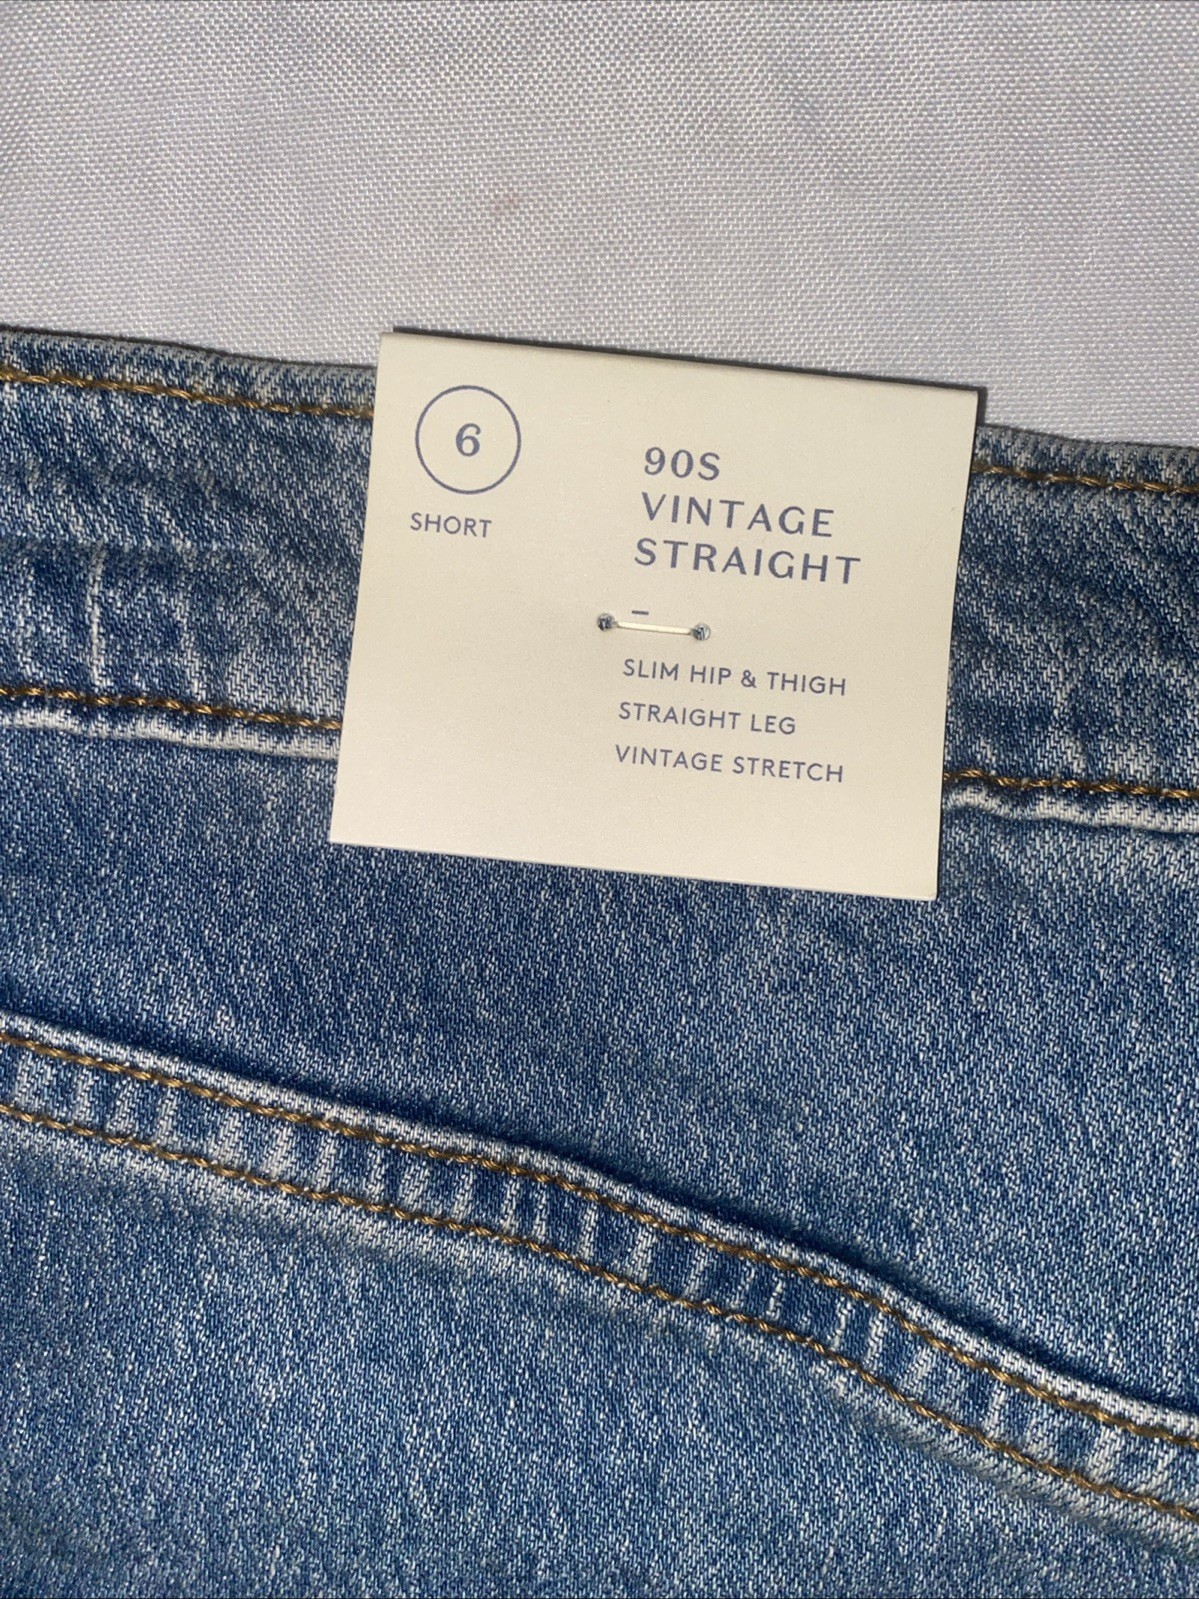 6
SHORT
90S
VINTAGE
STRAIGHT
–
SLIM HIP & THIGH
STRAIGHT LEG
VINTAGE STRETCH